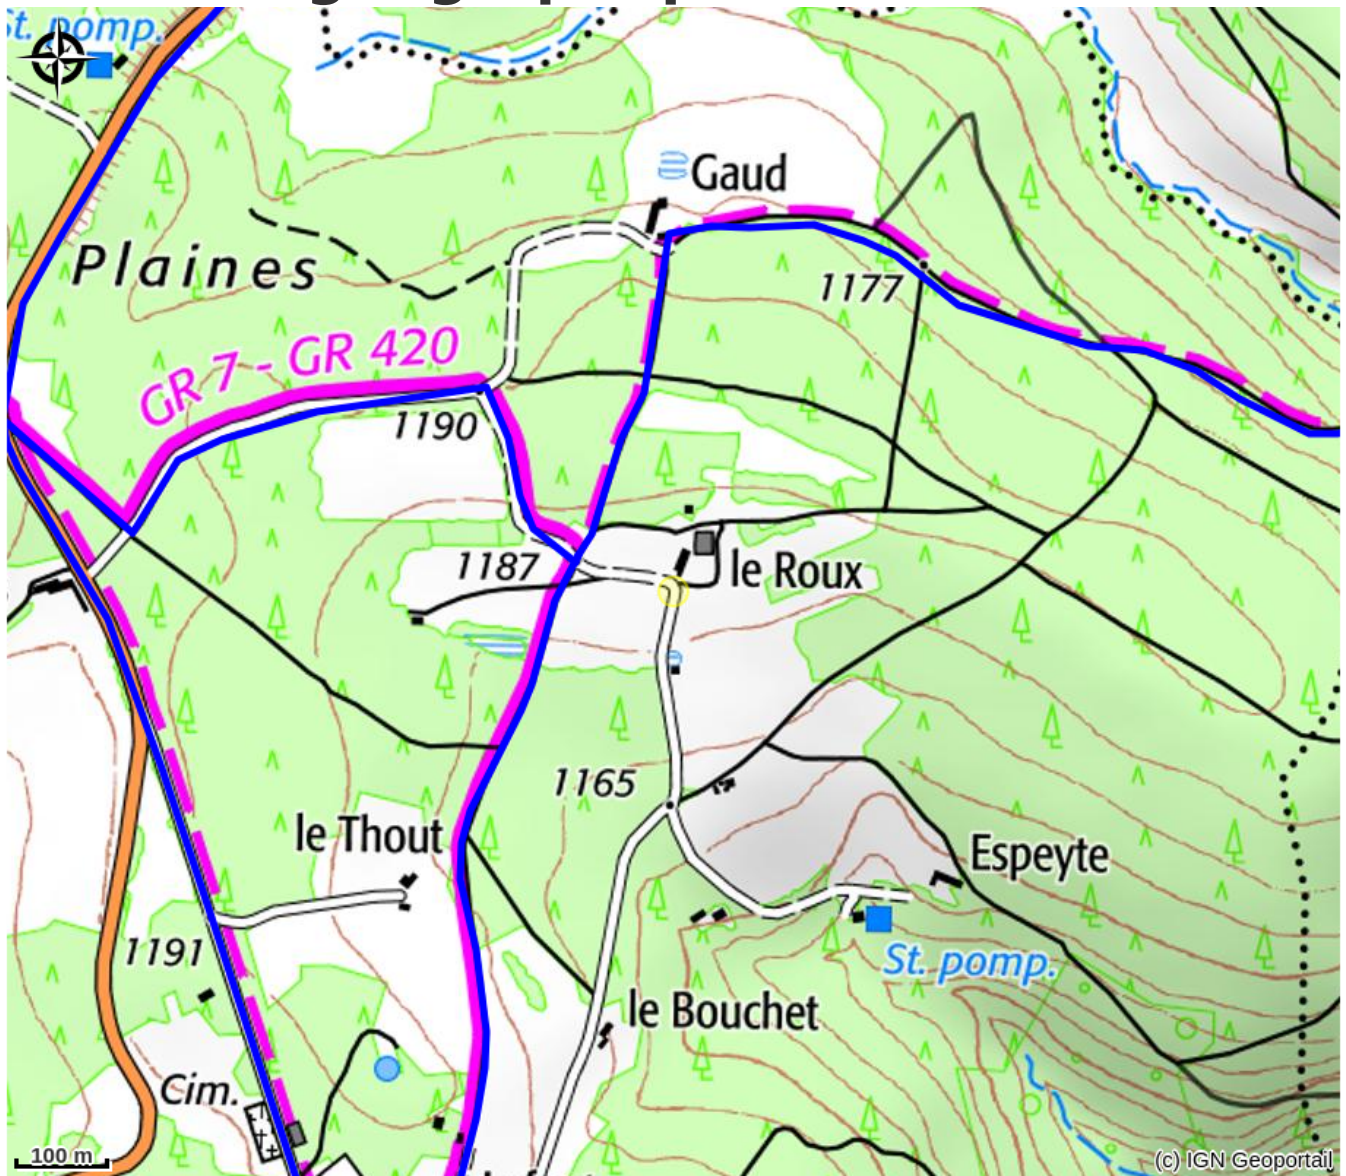 St. pomp.
Gaud
Plaines
1177
GR 7 - GR 420
1190
1187
le Roux
1165
le Thout
Espeyte
1191
St. pomp.
le Bouchet
Cim.
100 m
(c) IGN Geoportail